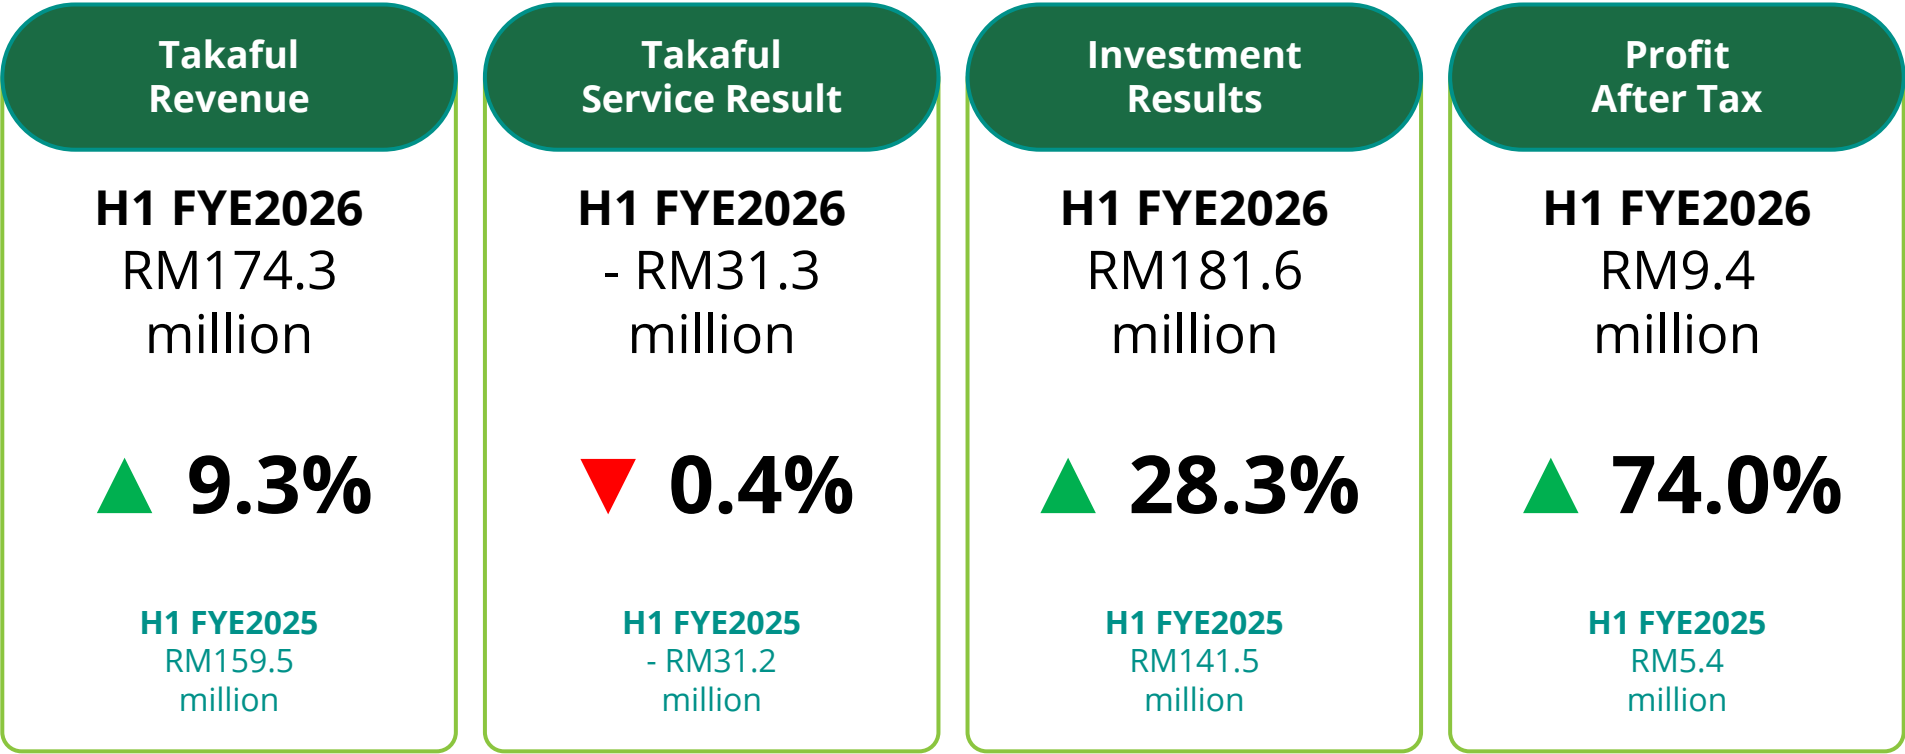 Takaful
Revenue
H1 FYE2026
RM174.3
million
▲ 9.3%
H1 FYE2025
RM159.5
million
Takaful
Service Result
H1 FYE2026
- RM31.3
million
▼ 0.4%
H1 FYE2025
- RM31.2
million
Investment
Results
H1 FYE2026
RM181.6
million
▲ 28.3%
H1 FYE2025
RM141.5
million
Profit
After Tax
H1 FYE2026
RM9.4
million
▲ 74.0%
H1 FYE2025
RM5.4
million